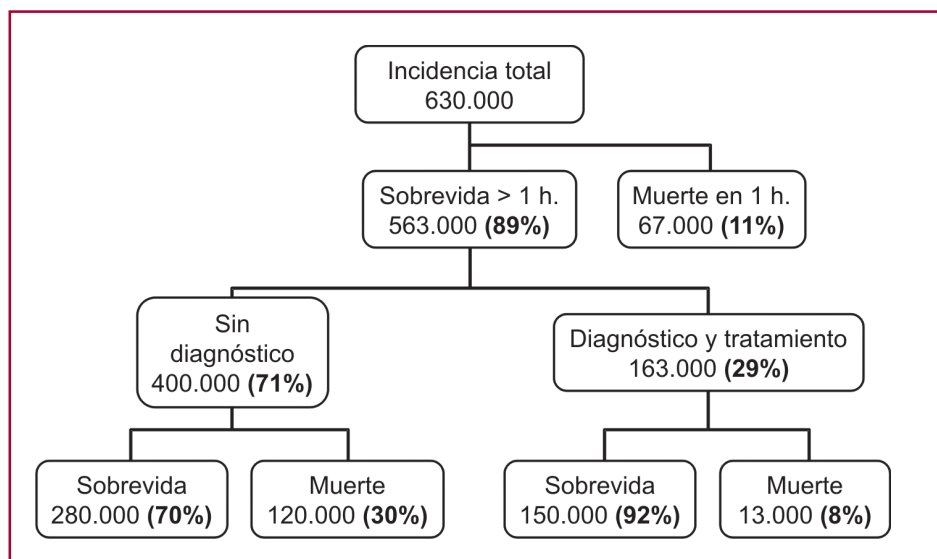 Incidencia total
630.000
Sobrevida > 1 h.
563.000 (89%)
Muerte en 1 h.
67.000 (11%)
Sin
diagnóstico
400.000 (71%)
Diagnóstico y tratamiento
163.000 (29%)
Sobrevida
280.000 (70%)
Muerte
120.000 (30%)
Sobrevida
150.000 (92%)
Muerte
13.000 (8%)